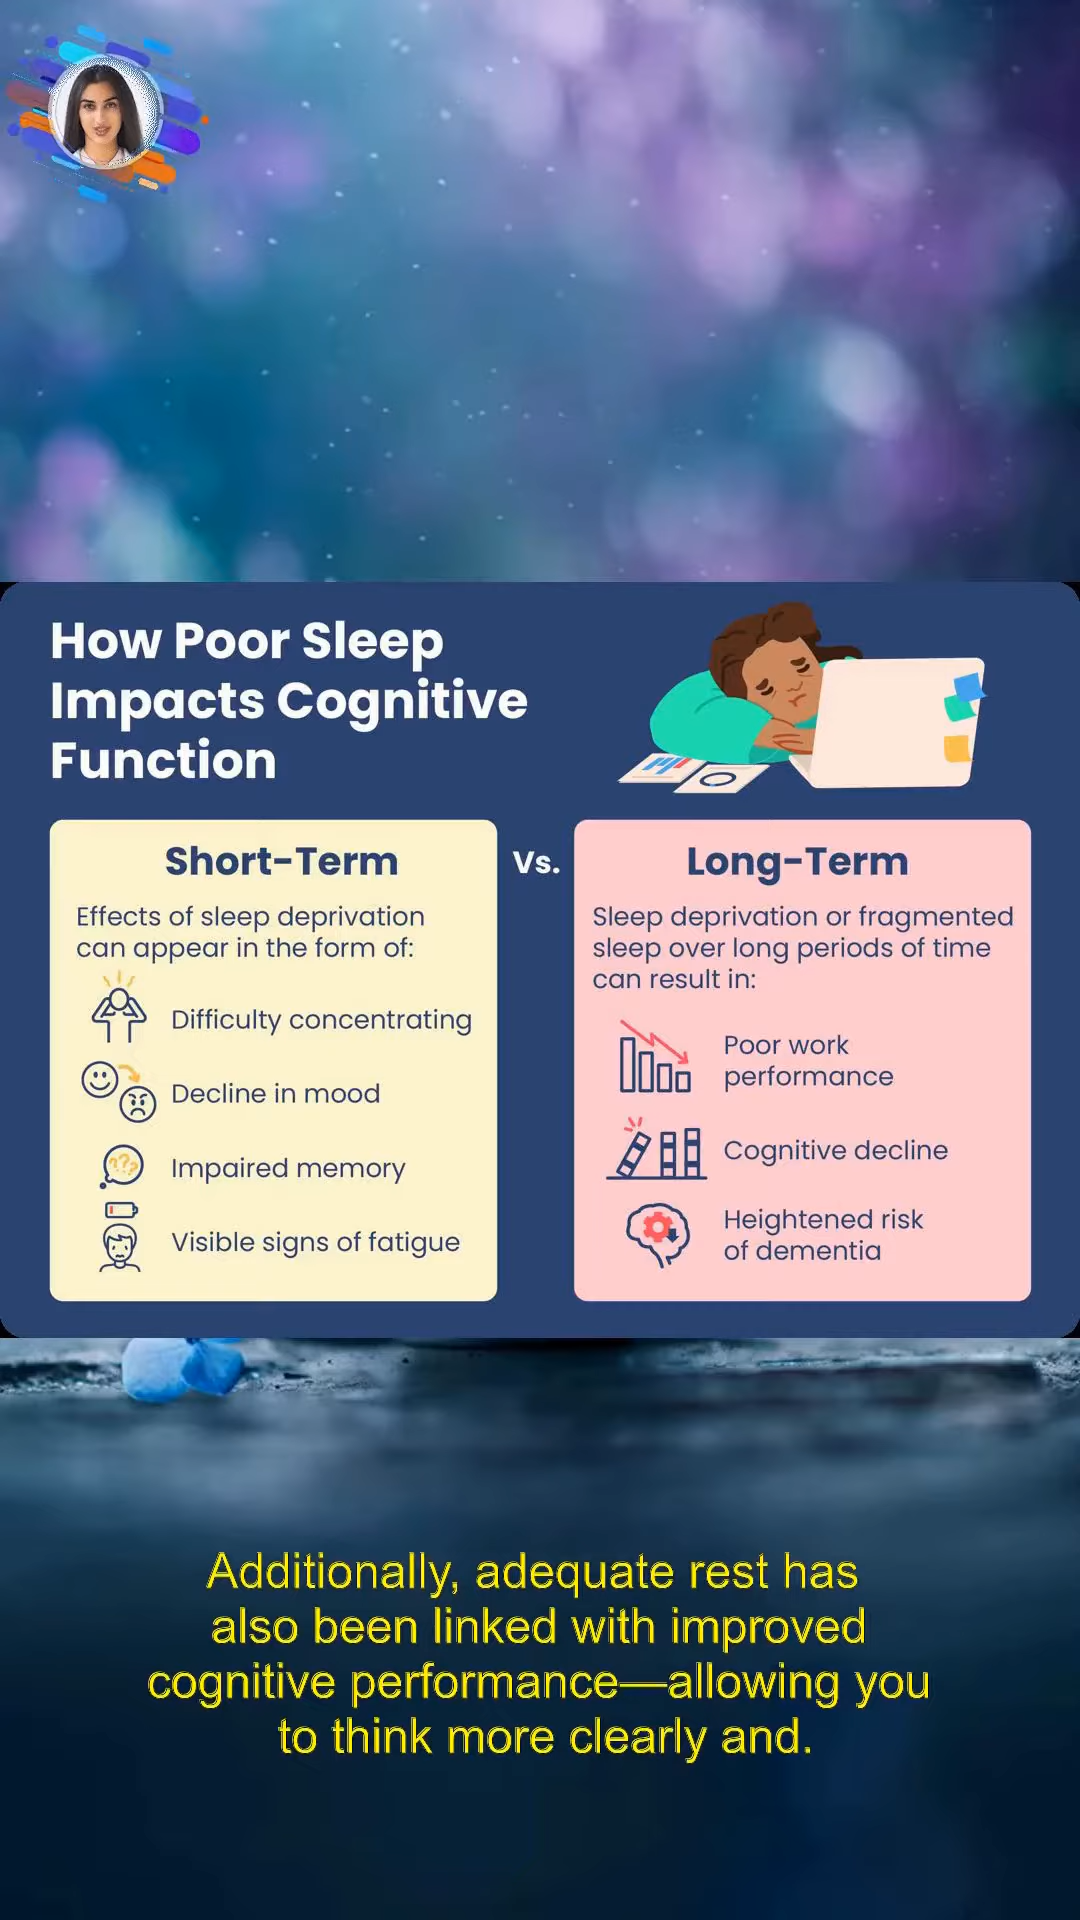 How Poor Sleep
Impacts Cognitive
Function
Short-Term
Effects of sleep deprivation
can appear in the form of:
Difficulty concentrating
Decline in mood
Impaired memory
Visible signs of fatigue
Vs.
Long-Term
Sleep deprivation or fragmented
sleep over long periods of time
can result in:
Poor work
performance
Cognitive decline
Heightened risk
of dementia
Additionally, adequate rest has
also been linked with improved
cognitive performance—allowing you
to think more clearly and.